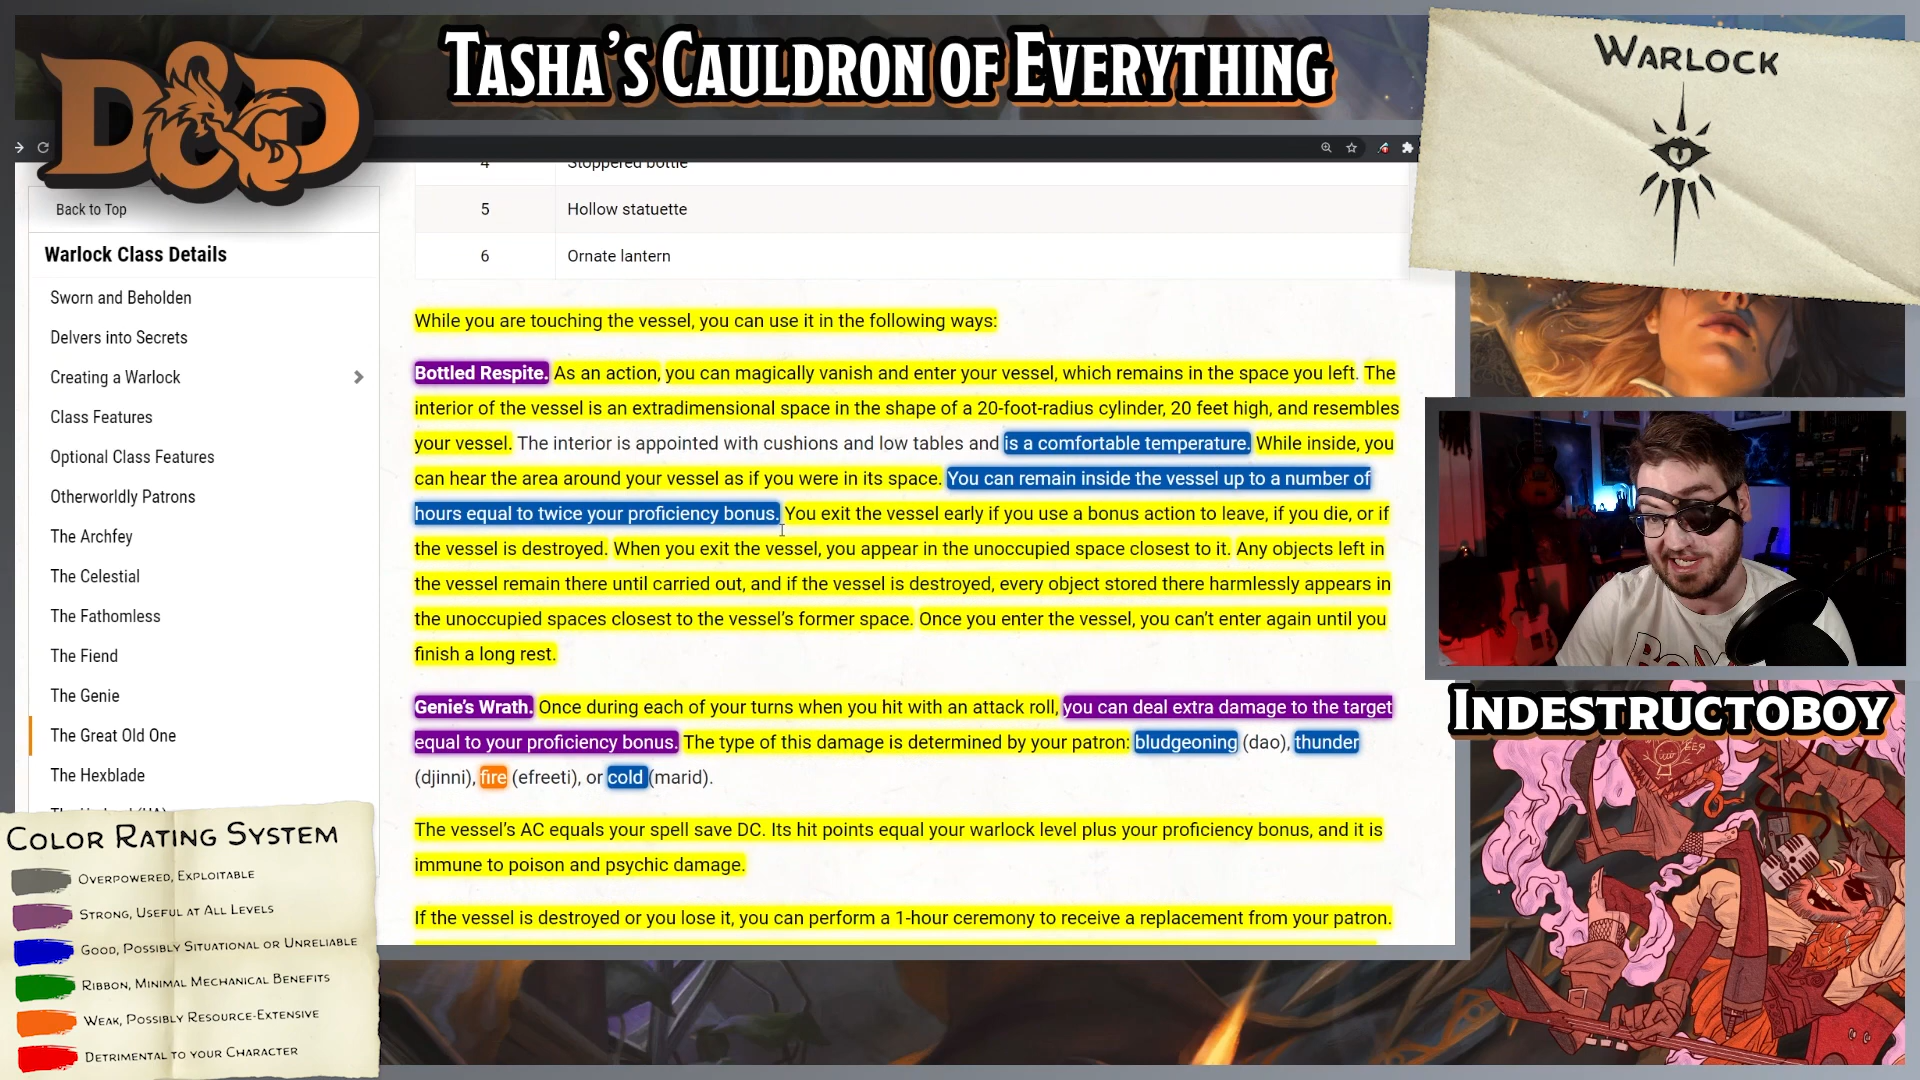 D&D
TASHA'S CAULDRON OF EVERYTHING
WARLOCK
4 Stoppered bottle
5 Hollow statuette
6 Ornate lantern
Back to Top
Warlock Class Details
Sworn and Beholden
Delvers into Secrets
Creating a Warlock
Class Features
Optional Class Features
Otherworldly Patrons
The Archfey
The Celestial
The Fathomless
The Fiend
The Genie
The Great Old One
The Hexblade
While you are touching the vessel, you can use it in the following ways:
Bottled Respite. As an action, you can magically vanish and enter your vessel, which remains in the space you left. The
interior of the vessel is an extradimensional space in the shape of a 20-foot-radius cylinder, 20 feet high, and resembles
your vessel. The interior is appointed with cushions and low tables and is a comfortable temperature. While inside, you
can hear the area around your vessel as if you were in its space. You can remain inside the vessel up to a number of
hours equal to twice your proficiency bonus. You exit the vessel early if you use a bonus action to leave, if you die, or if
the vessel is destroyed. When you exit the vessel, you appear in the unoccupied space closest to it. Any objects left in
the vessel remain there until carried out, and if the vessel is destroyed, every object stored there harmlessly appears in
the unoccupied spaces closest to the vessel's former space. Once you enter the vessel, you can't enter again until you
finish a long rest.
Genie's Wrath. Once during each of your turns when you hit with an attack roll, you can deal extra damage to the target
equal to your proficiency bonus. The type of this damage is determined by your patron: bludgeoning (dao), thunder
(djinni), fire (efreeti), or cold (marid).
The vessel's AC equals your spell save DC. Its hit points equal your warlock level plus your proficiency bonus, and it is
immune to poison and psychic damage.
If the vessel is destroyed or you lose it, you can perform a 1-hour ceremony to receive a replacement from your patron.
INDESTRUCTOBOY
COLOR RATING SYSTEM
OVERPOWERED, EXPLOITABLE
STRONG, USEFUL AT ALL LEVELS
GOOD, POSSIBLY SITUATIONAL OR UNRELIABLE
RIBBON, MINIMAL MECHANICAL BENEFITS
WEAK, POSSIBLY RESOURCE-EXTENSIVE
DETRIMENTAL TO YOUR CHARACTER